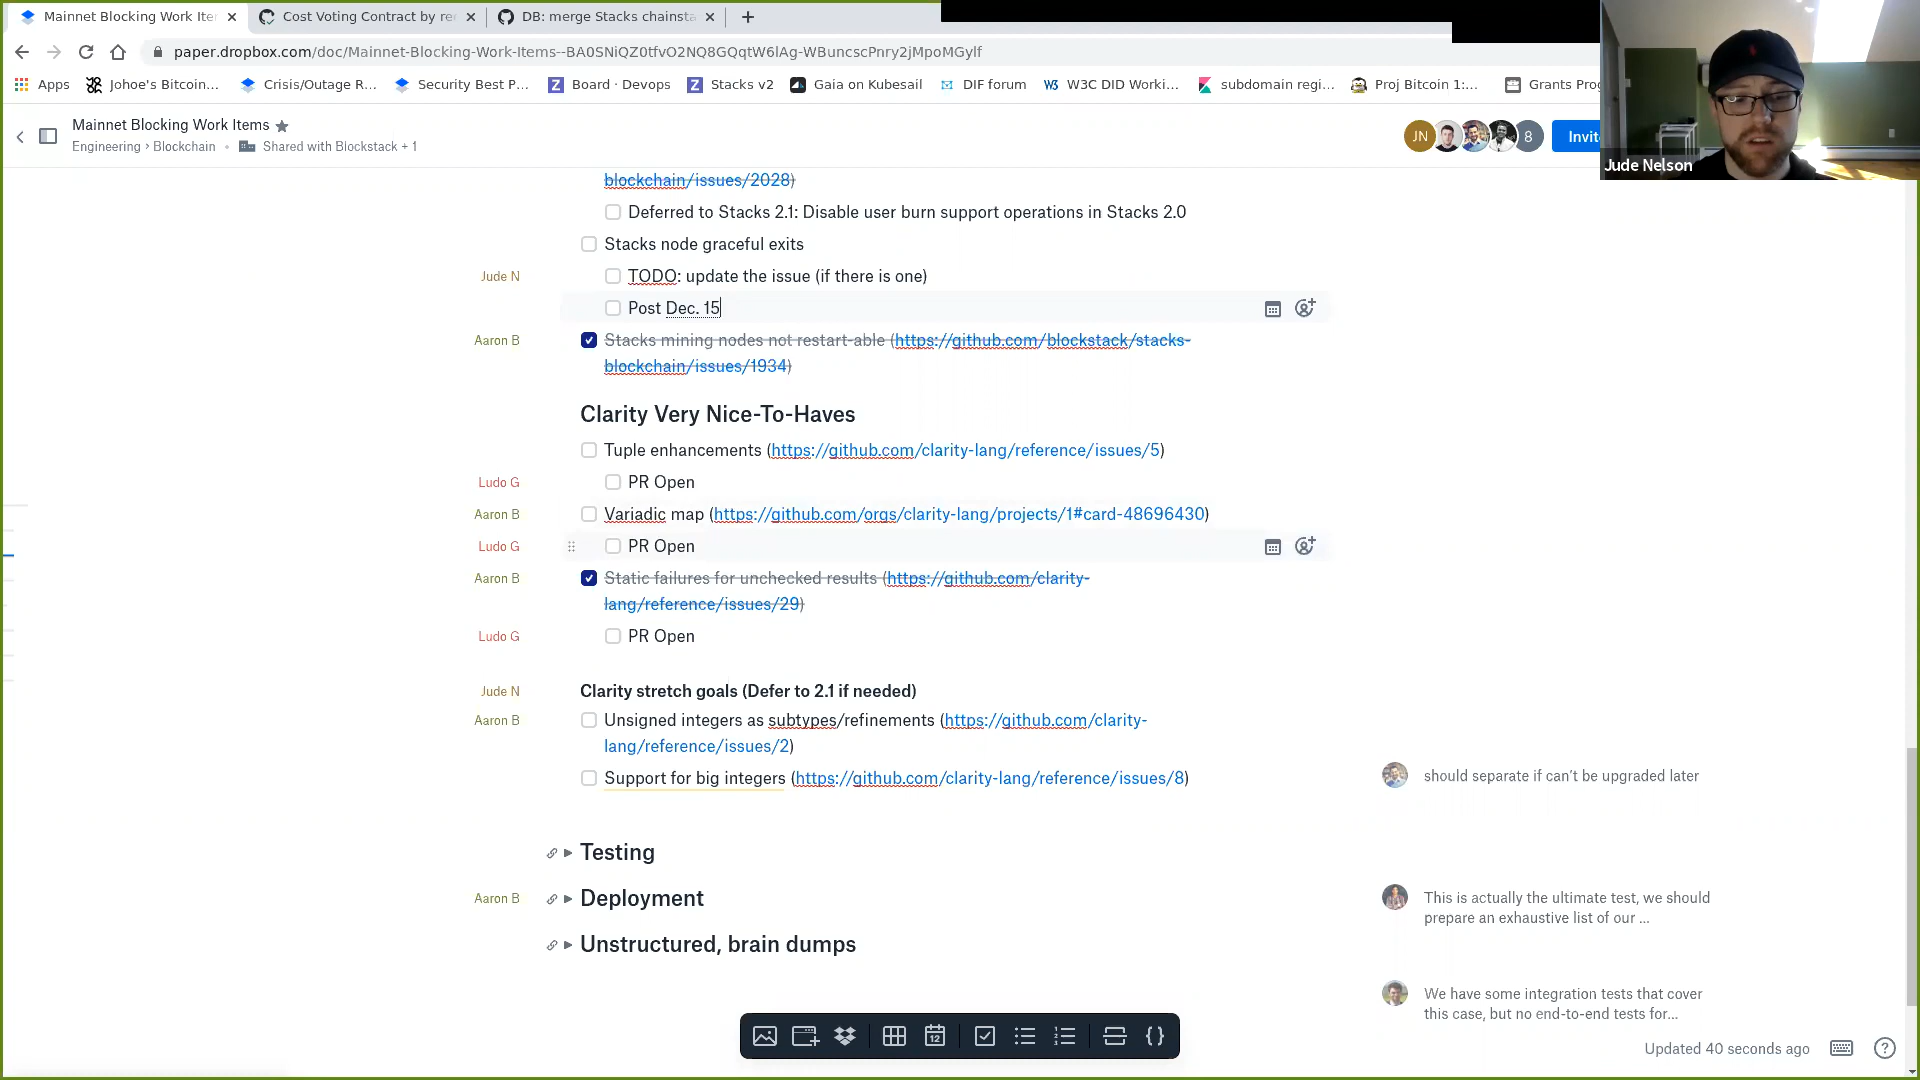 Mainnet Blocking Work Iter
Cost Voting Contract by re
DB: merge Stacks chainsta
paper.dropbox.com/doc/Mainnet-Blocking-Work-Items--BA0SNiQZ0tfvO2NQ8GQqtW6lAg-WBuncscPnry2jMpoMGylf
Apps
Johoe's Bitcoin...
Crisis/Outage R...
Security Best P...
Board · Devops
Stacks v2
Gaia on Kubesail
DIF forum
W3C DID Worki...
subdomain regi...
Proj Bitcoin 1:...
Grants Prog
Mainnet Blocking Work Items
Engineering › Blockchain • Shared with Blockstack + 1
JN
8
Invite
Jude Nelson
blockchain/issues/2028)
Deferred to Stacks 2.1: Disable user burn support operations in Stacks 2.0
Stacks node graceful exits
Jude N TODO: update the issue (if there is one)
Post Dec. 15
Aaron B Stacks mining nodes not restart-able (https://github.com/blockstack/stacks-
blockchain/issues/1934)
Clarity Very Nice-To-Haves
Tuple enhancements (https://github.com/clarity-lang/reference/issues/5)
Ludo G PR Open
Aaron B Variadic map (https://github.com/orgs/clarity-lang/projects/1#card-48696430)
Ludo G PR Open
Aaron B Static failures for unchecked results (https://github.com/clarity-
lang/reference/issues/29)
Ludo G PR Open
Jude N Clarity stretch goals (Defer to 2.1 if needed)
Aaron B Unsigned integers as subtypes/refinements (https://github.com/clarity-
lang/reference/issues/2)
Support for big integers (https://github.com/clarity-lang/reference/issues/8)
should separate if can't be upgraded later
Testing
Aaron B Deployment
This is actually the ultimate test, we should
prepare an exhaustive list of our ...
Unstructured, brain dumps
We have some integration tests that cover
this case, but no end-to-end tests for...
12
Updated 40 seconds ago